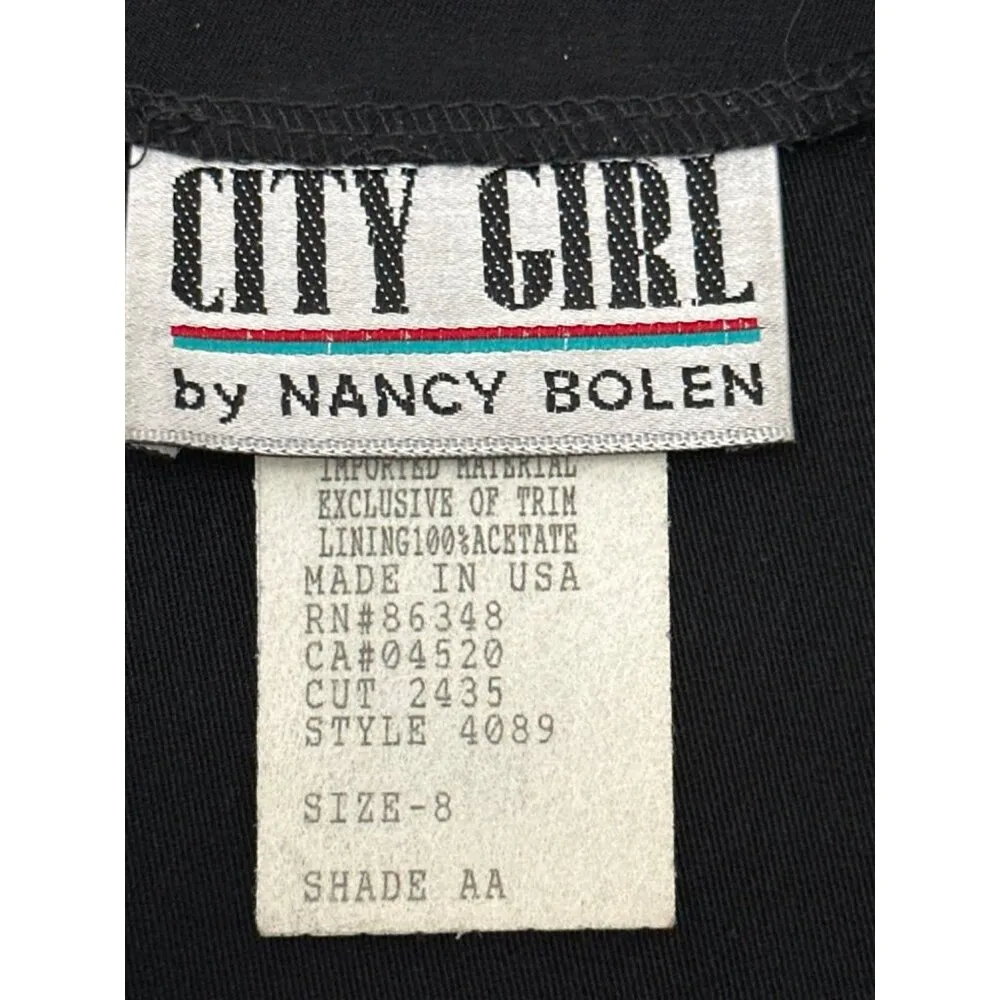 CITY GIRL
by NANCY BOLEN
IMPORTED MATERIAL
EXCLUSIVE OF TRIM
LINING100%ACETATE
MADE IN USA
RN#86348
CA#04520
CUT 2435
STYLE 4089
SIZE-8
SHADE AA